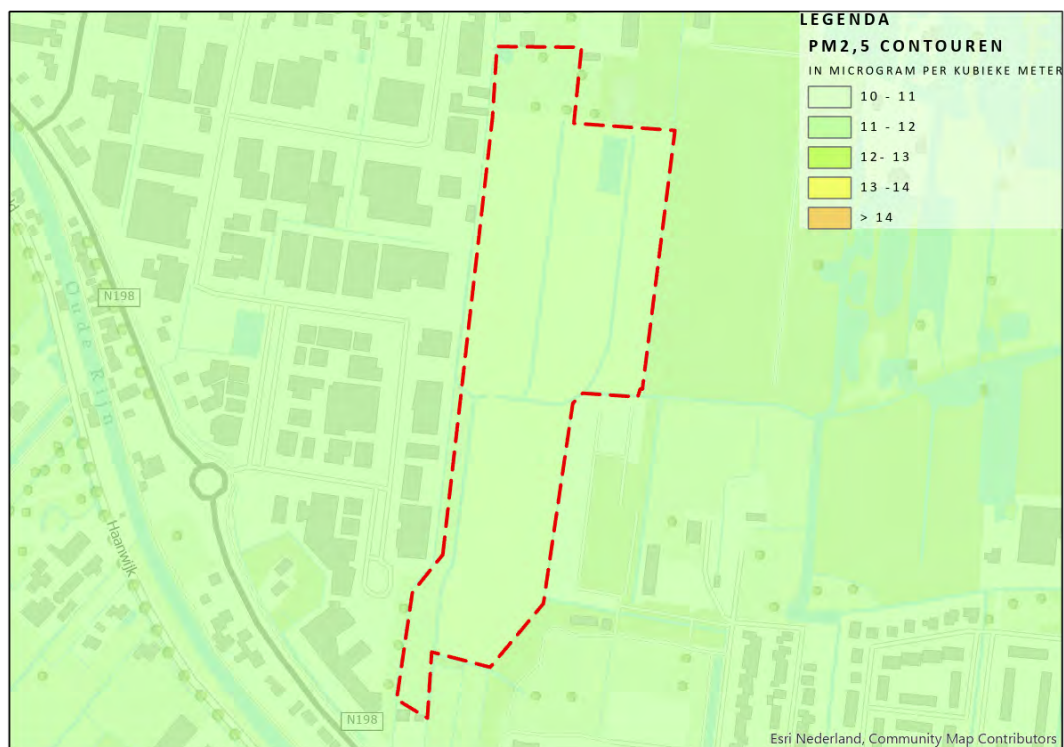 LEGENDA
PM2,5 CONTOUREN
IN MICROGRAM PER KUBIEKE METER
10 - 11
11 - 12
12- 13
13 -14
> 14
N198
Oude Rijn
Haanwijk
N198
Esri Nederland, Community Map Contributors